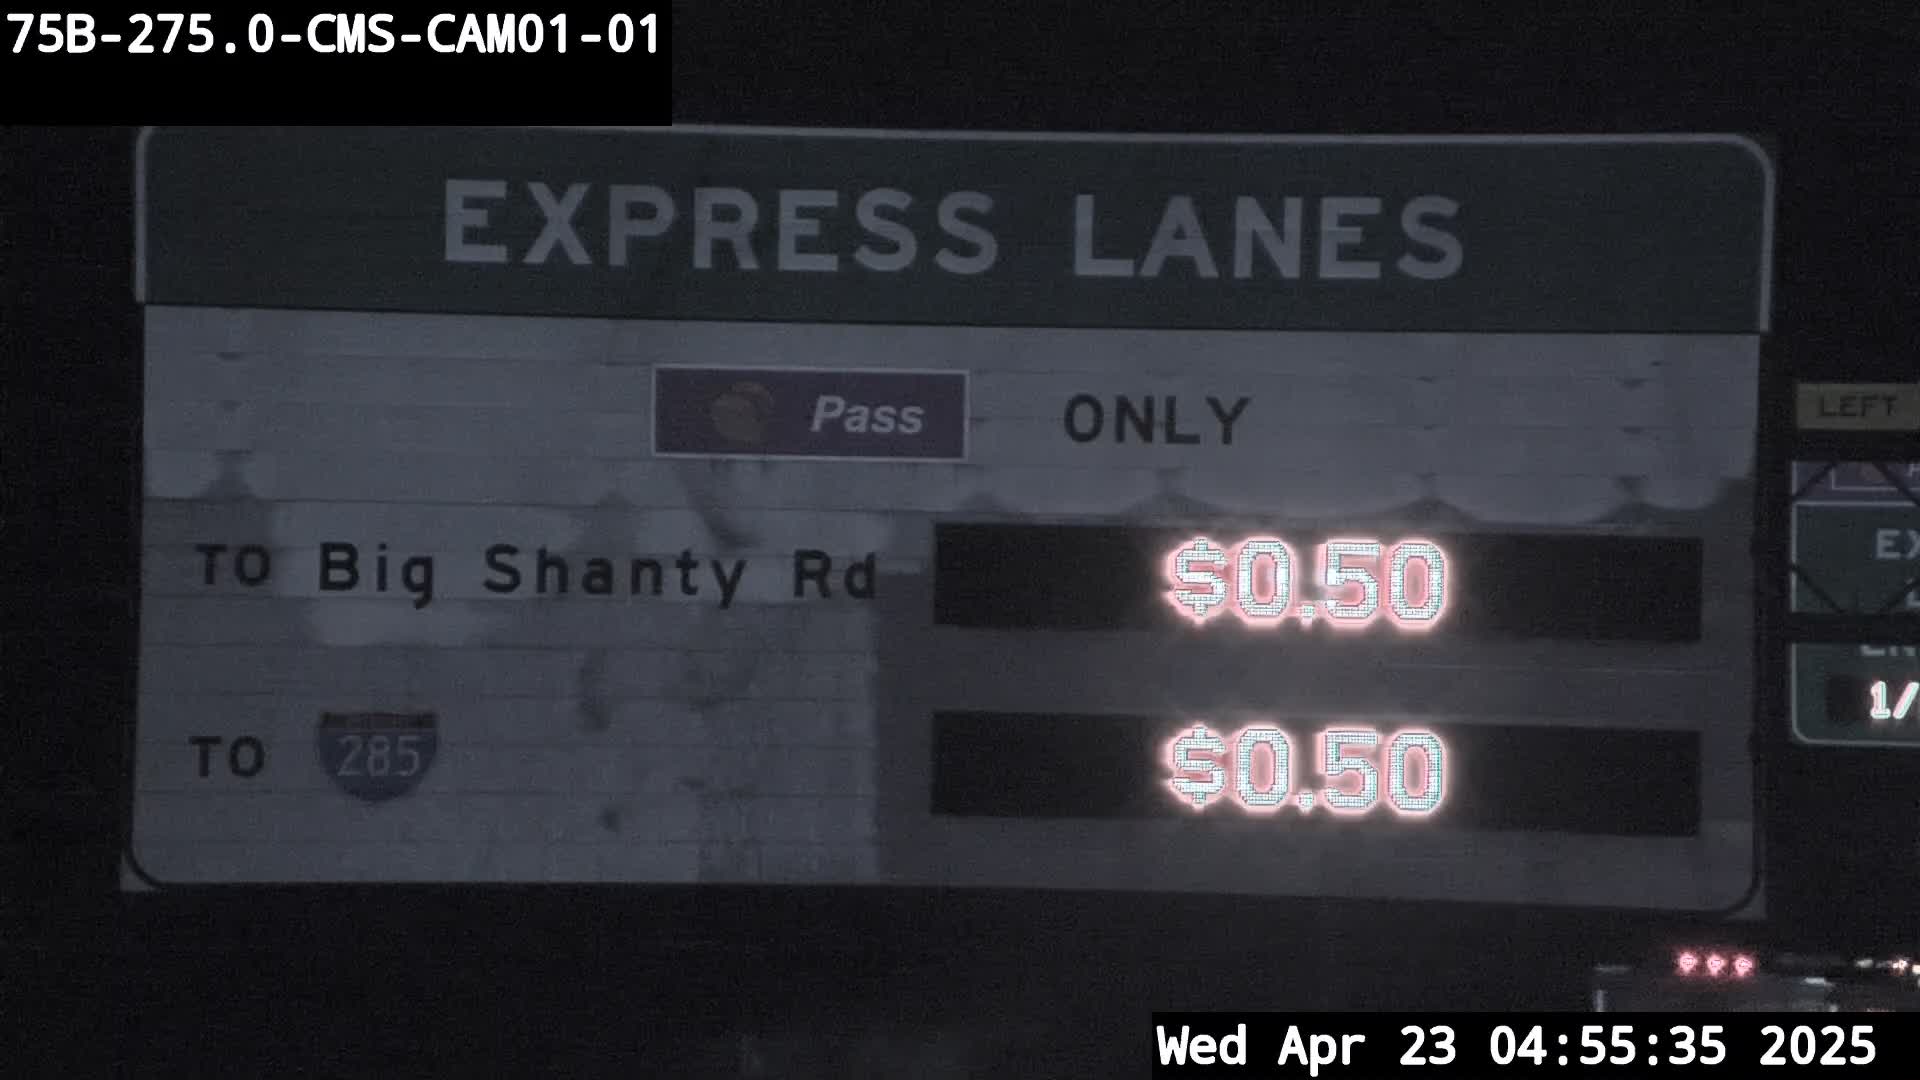 75B-275.0-CMS-CAM01-01
EXPRESS LANES
Pass ONLY
TO Big Shanty Rd $0.50
TO 285 $0.50
LEFT
1/
Wed Apr 23 04:55:35 2025